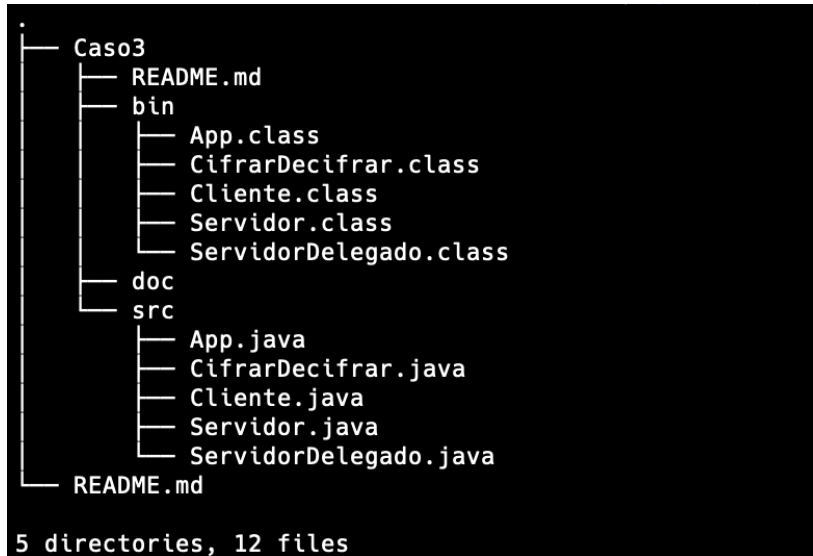 .
├── Caso3
│   ├── README.md
│   ├── bin
│   │   ├── App.class
│   │   ├── CifrarDecifrar.class
│   │   ├── Cliente.class
│   │   ├── Servidor.class
│   │   └── ServidorDelegado.class
│   ├── doc
│   └── src
│       ├── App.java
│       ├── CifrarDecifrar.java
│       ├── Cliente.java
│       ├── Servidor.java
│       └── ServidorDelegado.java
└── README.md

5 directories, 12 files